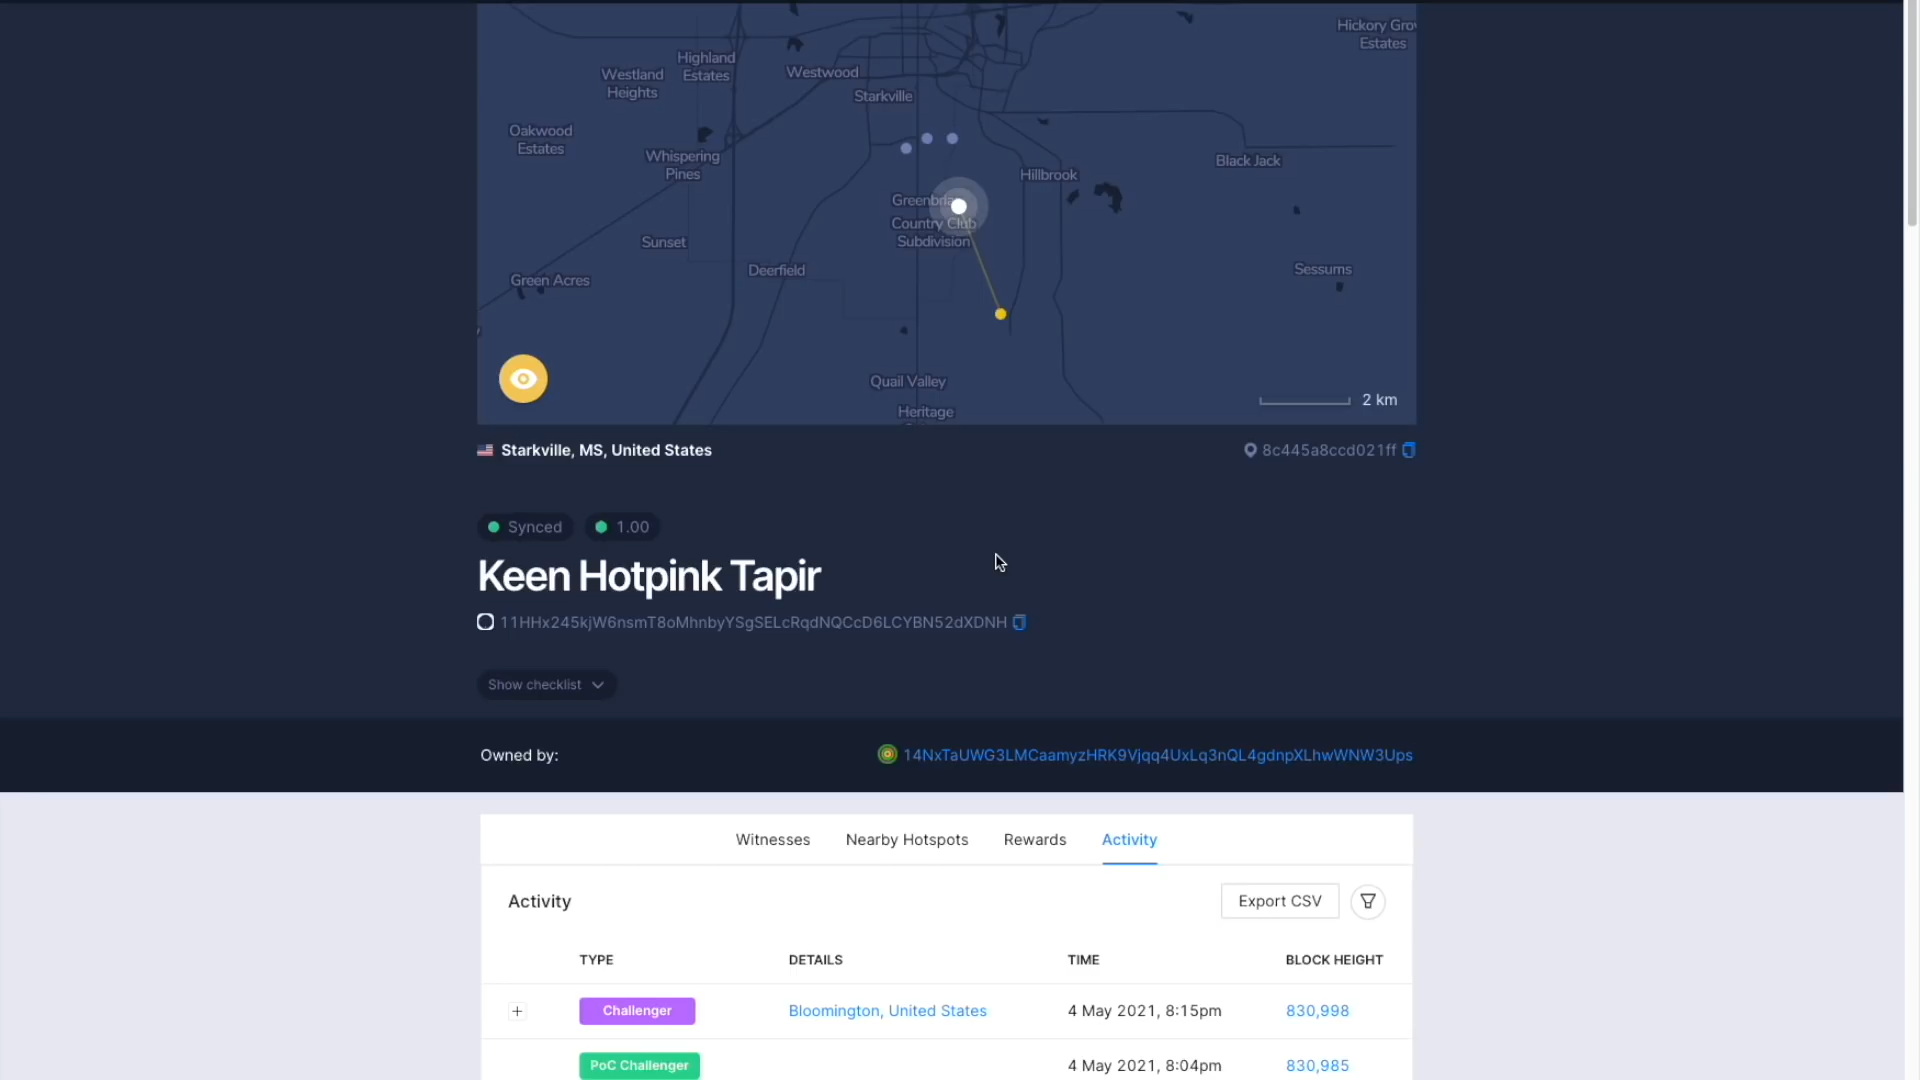 Hickory Grov
Estates
Highland
Estates
Westland
Heights
Westwood
Starkville
Oakwood
Estates
Whispering
Pines
Black Jack
Hillbrook
Greenbria
Country Club
Subdivision
Sunset
Deerfield
Green Acres
Sessums
Quail Valley
Heritage
2 km
Starkville, MS, United States
8c445a8ccd021ff
Synced
1.00
Keen Hotpink Tapir
11HHx245kjW6nsmT8oMhnbyYSgSELcRqdNQCcD6LCYBN52dXDNH
Show checklist
Owned by:
14NxTaUWG3LMCaamyzHRK9Vjqq4UxLq3nQL4gdnpXLhwWNW3Ups
Witnesses Nearby Hotspots Rewards Activity
Activity
Export CSV
TYPE DETAILS TIME BLOCK HEIGHT
+ Challenger Bloomington, United States 4 May 2021, 8:15pm 830,998
PoC Challenger 4 May 2021, 8:04pm 830,985